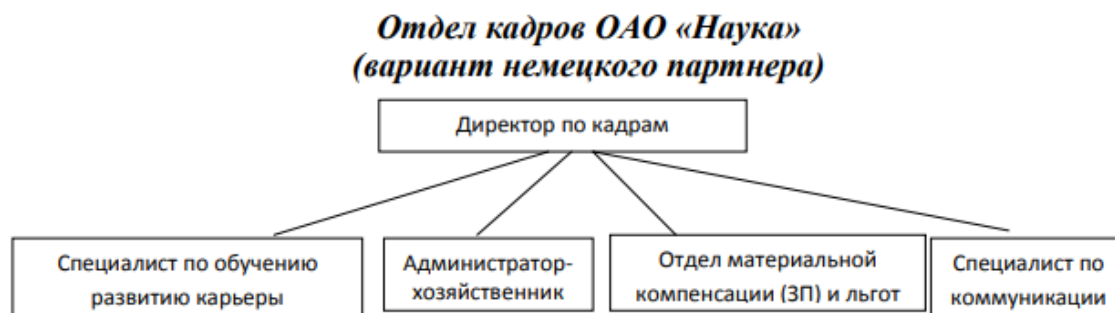 Отдел кадров ОАО «Наука»
(вариант немецкого партнера)
Директор по кадрам
Специалист по обучению
развитию карьеры
Администратор-
хозяйственник
Отдел материальной
компенсации (ЗП) и льгот
Специалист по
коммуникации